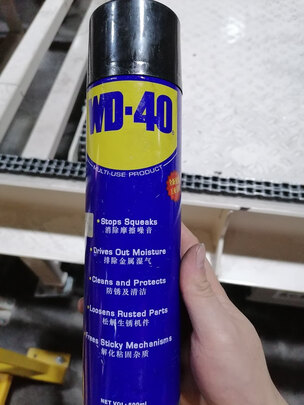 WD-40
MULTI-USE PRODUCT
•Stops Squeaks
消除摩擦噪音
•Drives Out Moisture
排除金属湿气
•Cleans and Protects
防锈及清洁
•Loosens Rusted Parts
松解生锈机件
•Frees Sticky Mechanisms
解化粘固杂质